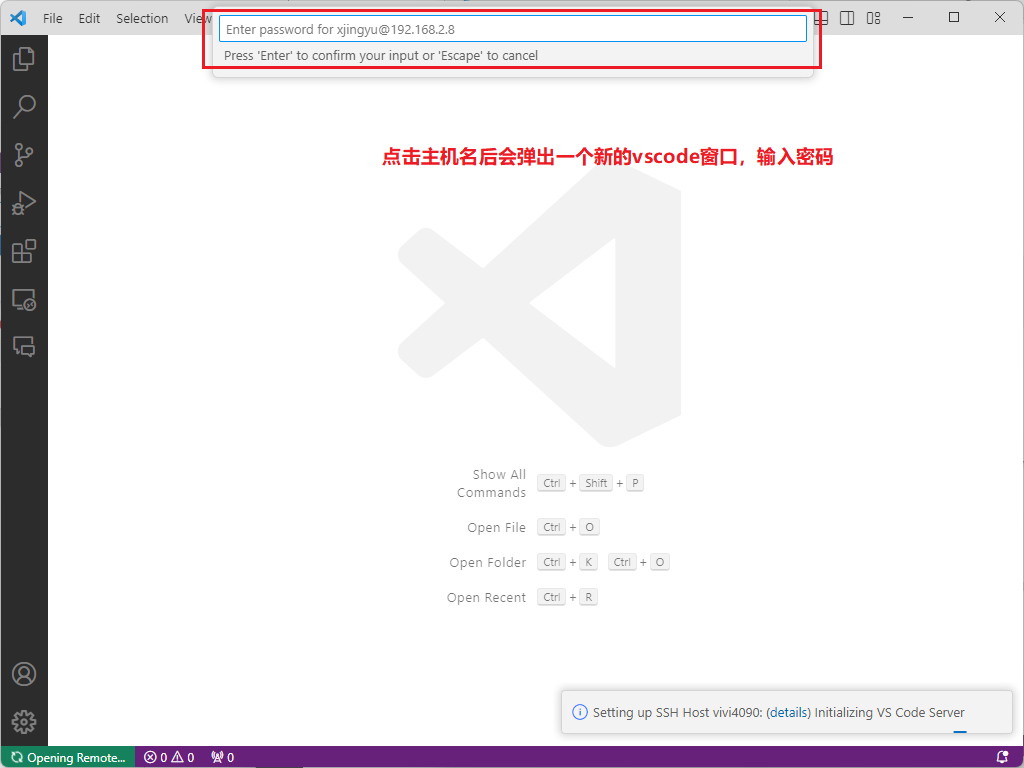 File Edit Selection View
Enter password for xjingyu@192.168.2.8
Press 'Enter' to confirm your input or 'Escape' to cancel
点击主机名后会弹出一个新的vscode窗口，输入密码
Show All Commands Ctrl + Shift + P
Open File Ctrl + O
Open Folder Ctrl + K Ctrl + O
Open Recent Ctrl + R
Setting up SSH Host vivi4090: (details) Initializing VS Code Server
Opening Remote... 0 0 0